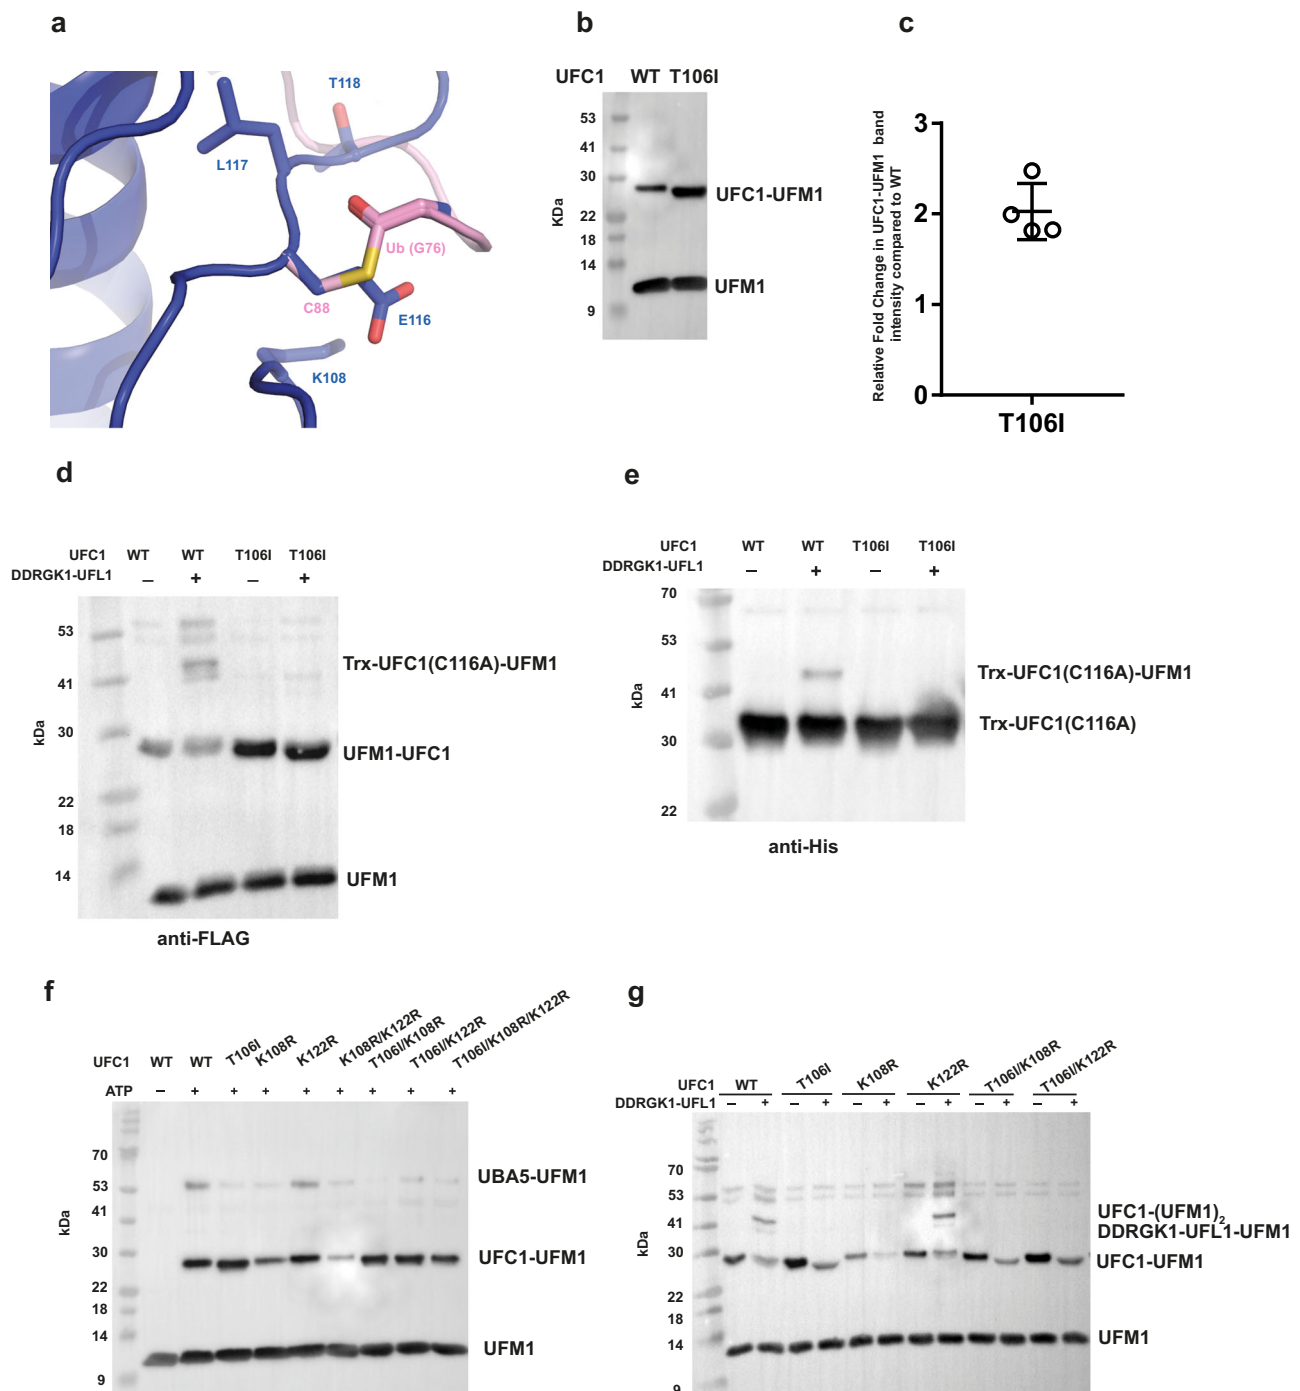 a
T118
L117
Ub (G76)
C88
E116
K108
b
UFC1 WT T106I
53
41
30
22
18
14
9
KDa
UFC1-UFM1
UFM1
c
Relative Fold Change in UFC1-UFM1 band
intensity compared to WT
3
2
1
0
T106I
d
UFC1 WT WT T106I T106I
DDRGK1-UFL1 – + – +
53
41
30
22
18
14
kDa
Trx-UFC1(C116A)-UFM1
UFM1-UFC1
UFM1
anti-FLAG
e
UFC1 WT WT T106I T106I
DDRGK1-UFL1 – + – +
70
53
41
30
22
kDa
Trx-UFC1(C116A)-UFM1
Trx-UFC1(C116A)
anti-His
f
UFC1 WT WT T106I K108R K122R K108R/K122R T106I/K108R T106I/K122R T106I/K108R/K122R
ATP – + + + + + + + +
70
53
41
30
22
18
14
9
kDa
UBA5-UFM1
UFC1-UFM1
UFM1
g
UFC1 WT T106I K108R K122R T106I/K108R T106I/K122R
DDRGK1-UFL1 – + – + – + – + – + – +
70
53
41
30
22
18
14
9
kDa
UFC1-(UFM1)2
DDRGK1-UFL1-UFM1
UFC1-UFM1
UFM1